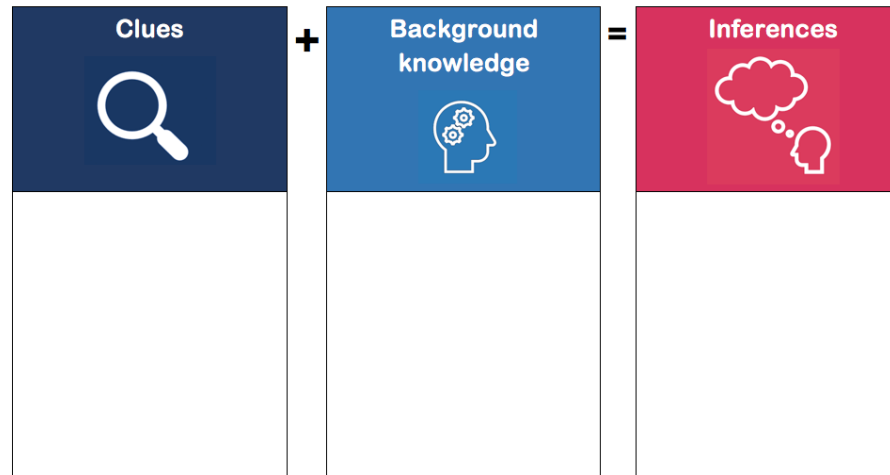 Clues
+
Background
knowledge
=
Inferences